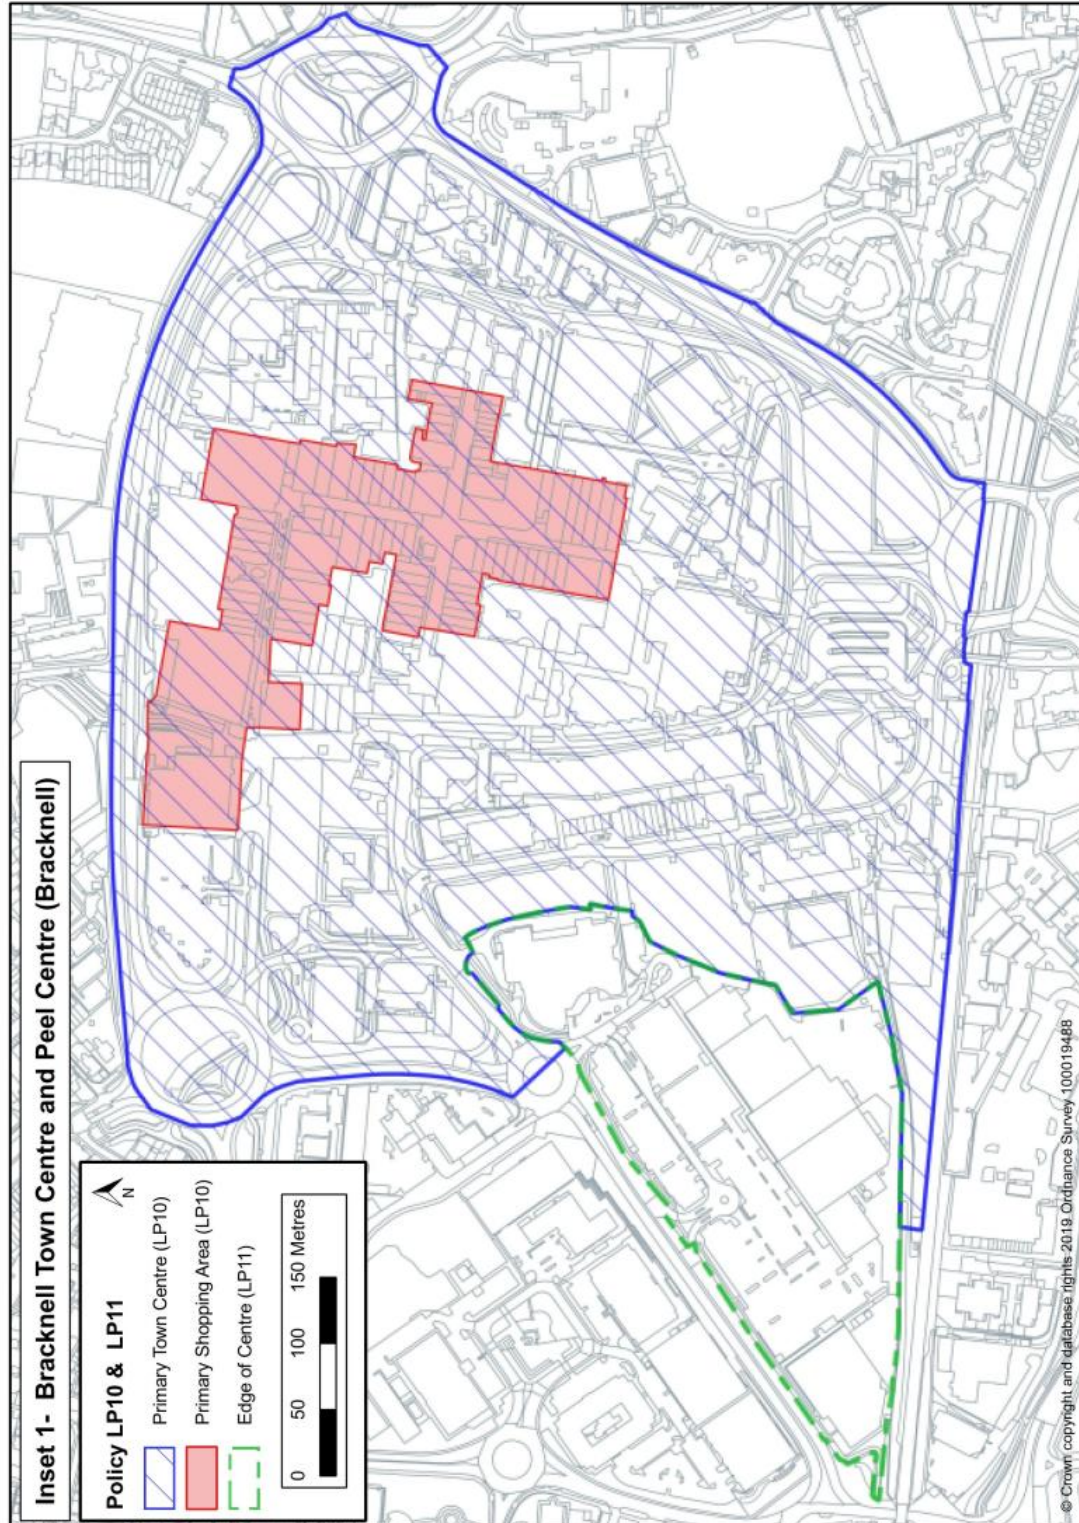 Inset 1- Bracknell Town Centre and Peel Centre (Bracknell)
Policy LP10 & LP11
N
Primary Town Centre (LP10)
Primary Shopping Area (LP10)
Edge of Centre (LP11)
0 50 100 150 Metres
© Crown copyright and database rights 2019 Ordnance Survey 100019488